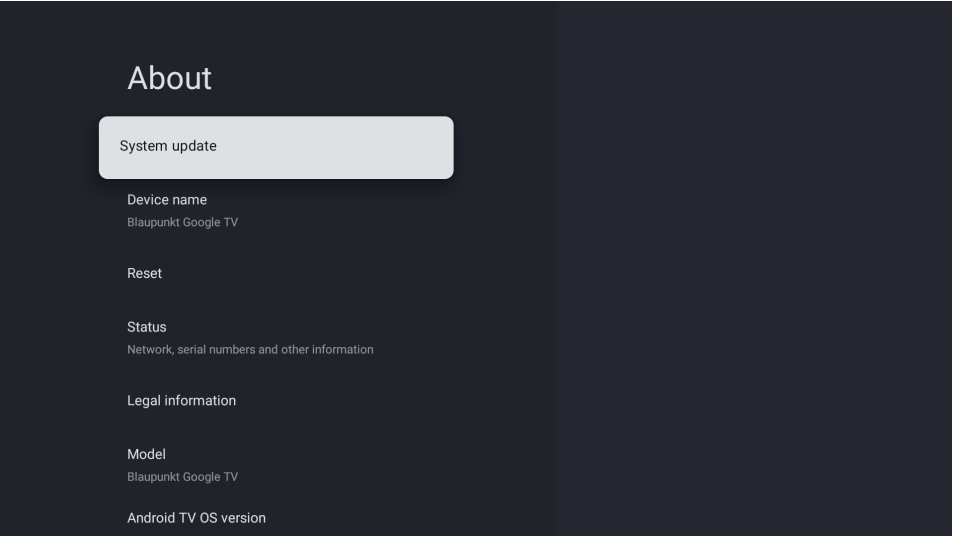 About
System update
Device name
Blaupunkt Google TV
Reset
Status
Network, serial numbers and other information
Legal information
Model
Blaupunkt Google TV
Android TV OS version